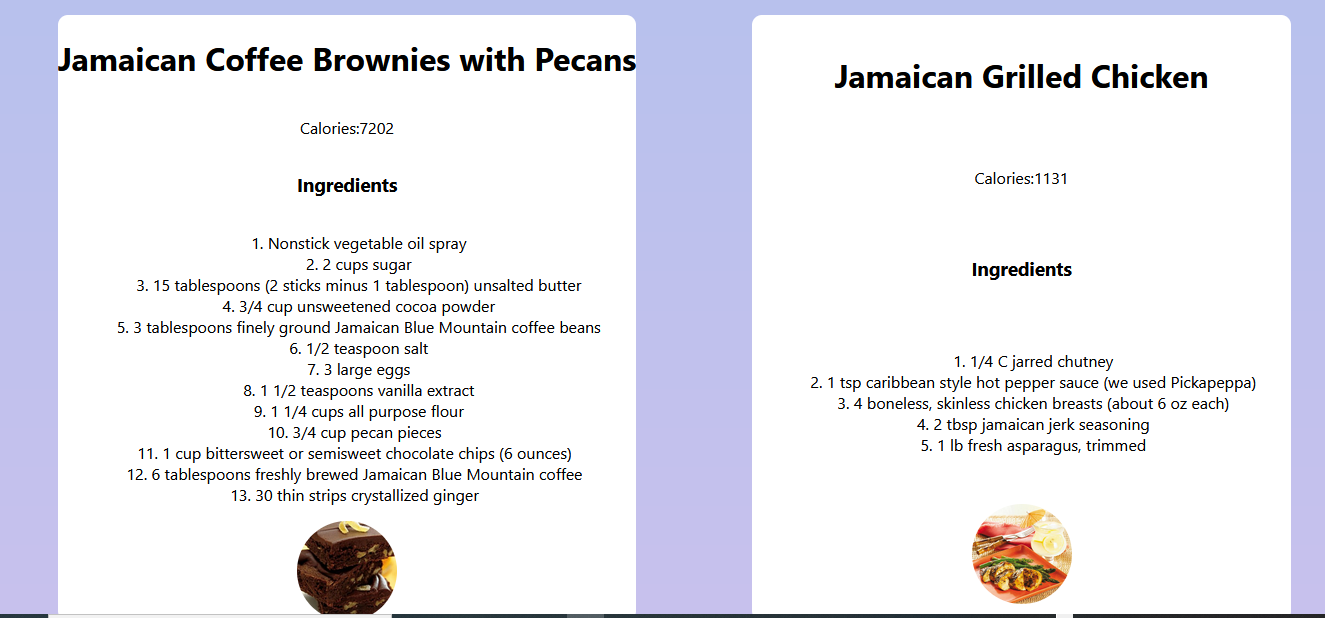 Jamaican Coffee Brownies with Pecans
Calories:7202
Ingredients
1. Nonstick vegetable oil spray
2. 2 cups sugar
3. 15 tablespoons (2 sticks minus 1 tablespoon) unsalted butter
4. 3/4 cup unsweetened cocoa powder
5. 3 tablespoons finely ground Jamaican Blue Mountain coffee beans
6. 1/2 teaspoon salt
7. 3 large eggs
8. 1 1/2 teaspoons vanilla extract
9. 1 1/4 cups all purpose flour
10. 3/4 cup pecan pieces
11. 1 cup bittersweet or semisweet chocolate chips (6 ounces)
12. 6 tablespoons freshly brewed Jamaican Blue Mountain coffee
13. 30 thin strips crystallized ginger
Jamaican Grilled Chicken
Calories:1131
Ingredients
1. 1/4 C jarred chutney
2. 1 tsp caribbean style hot pepper sauce (we used Pickapeppa)
3. 4 boneless, skinless chicken breasts (about 6 oz each)
4. 2 tbsp jamaican jerk seasoning
5. 1 lb fresh asparagus, trimmed